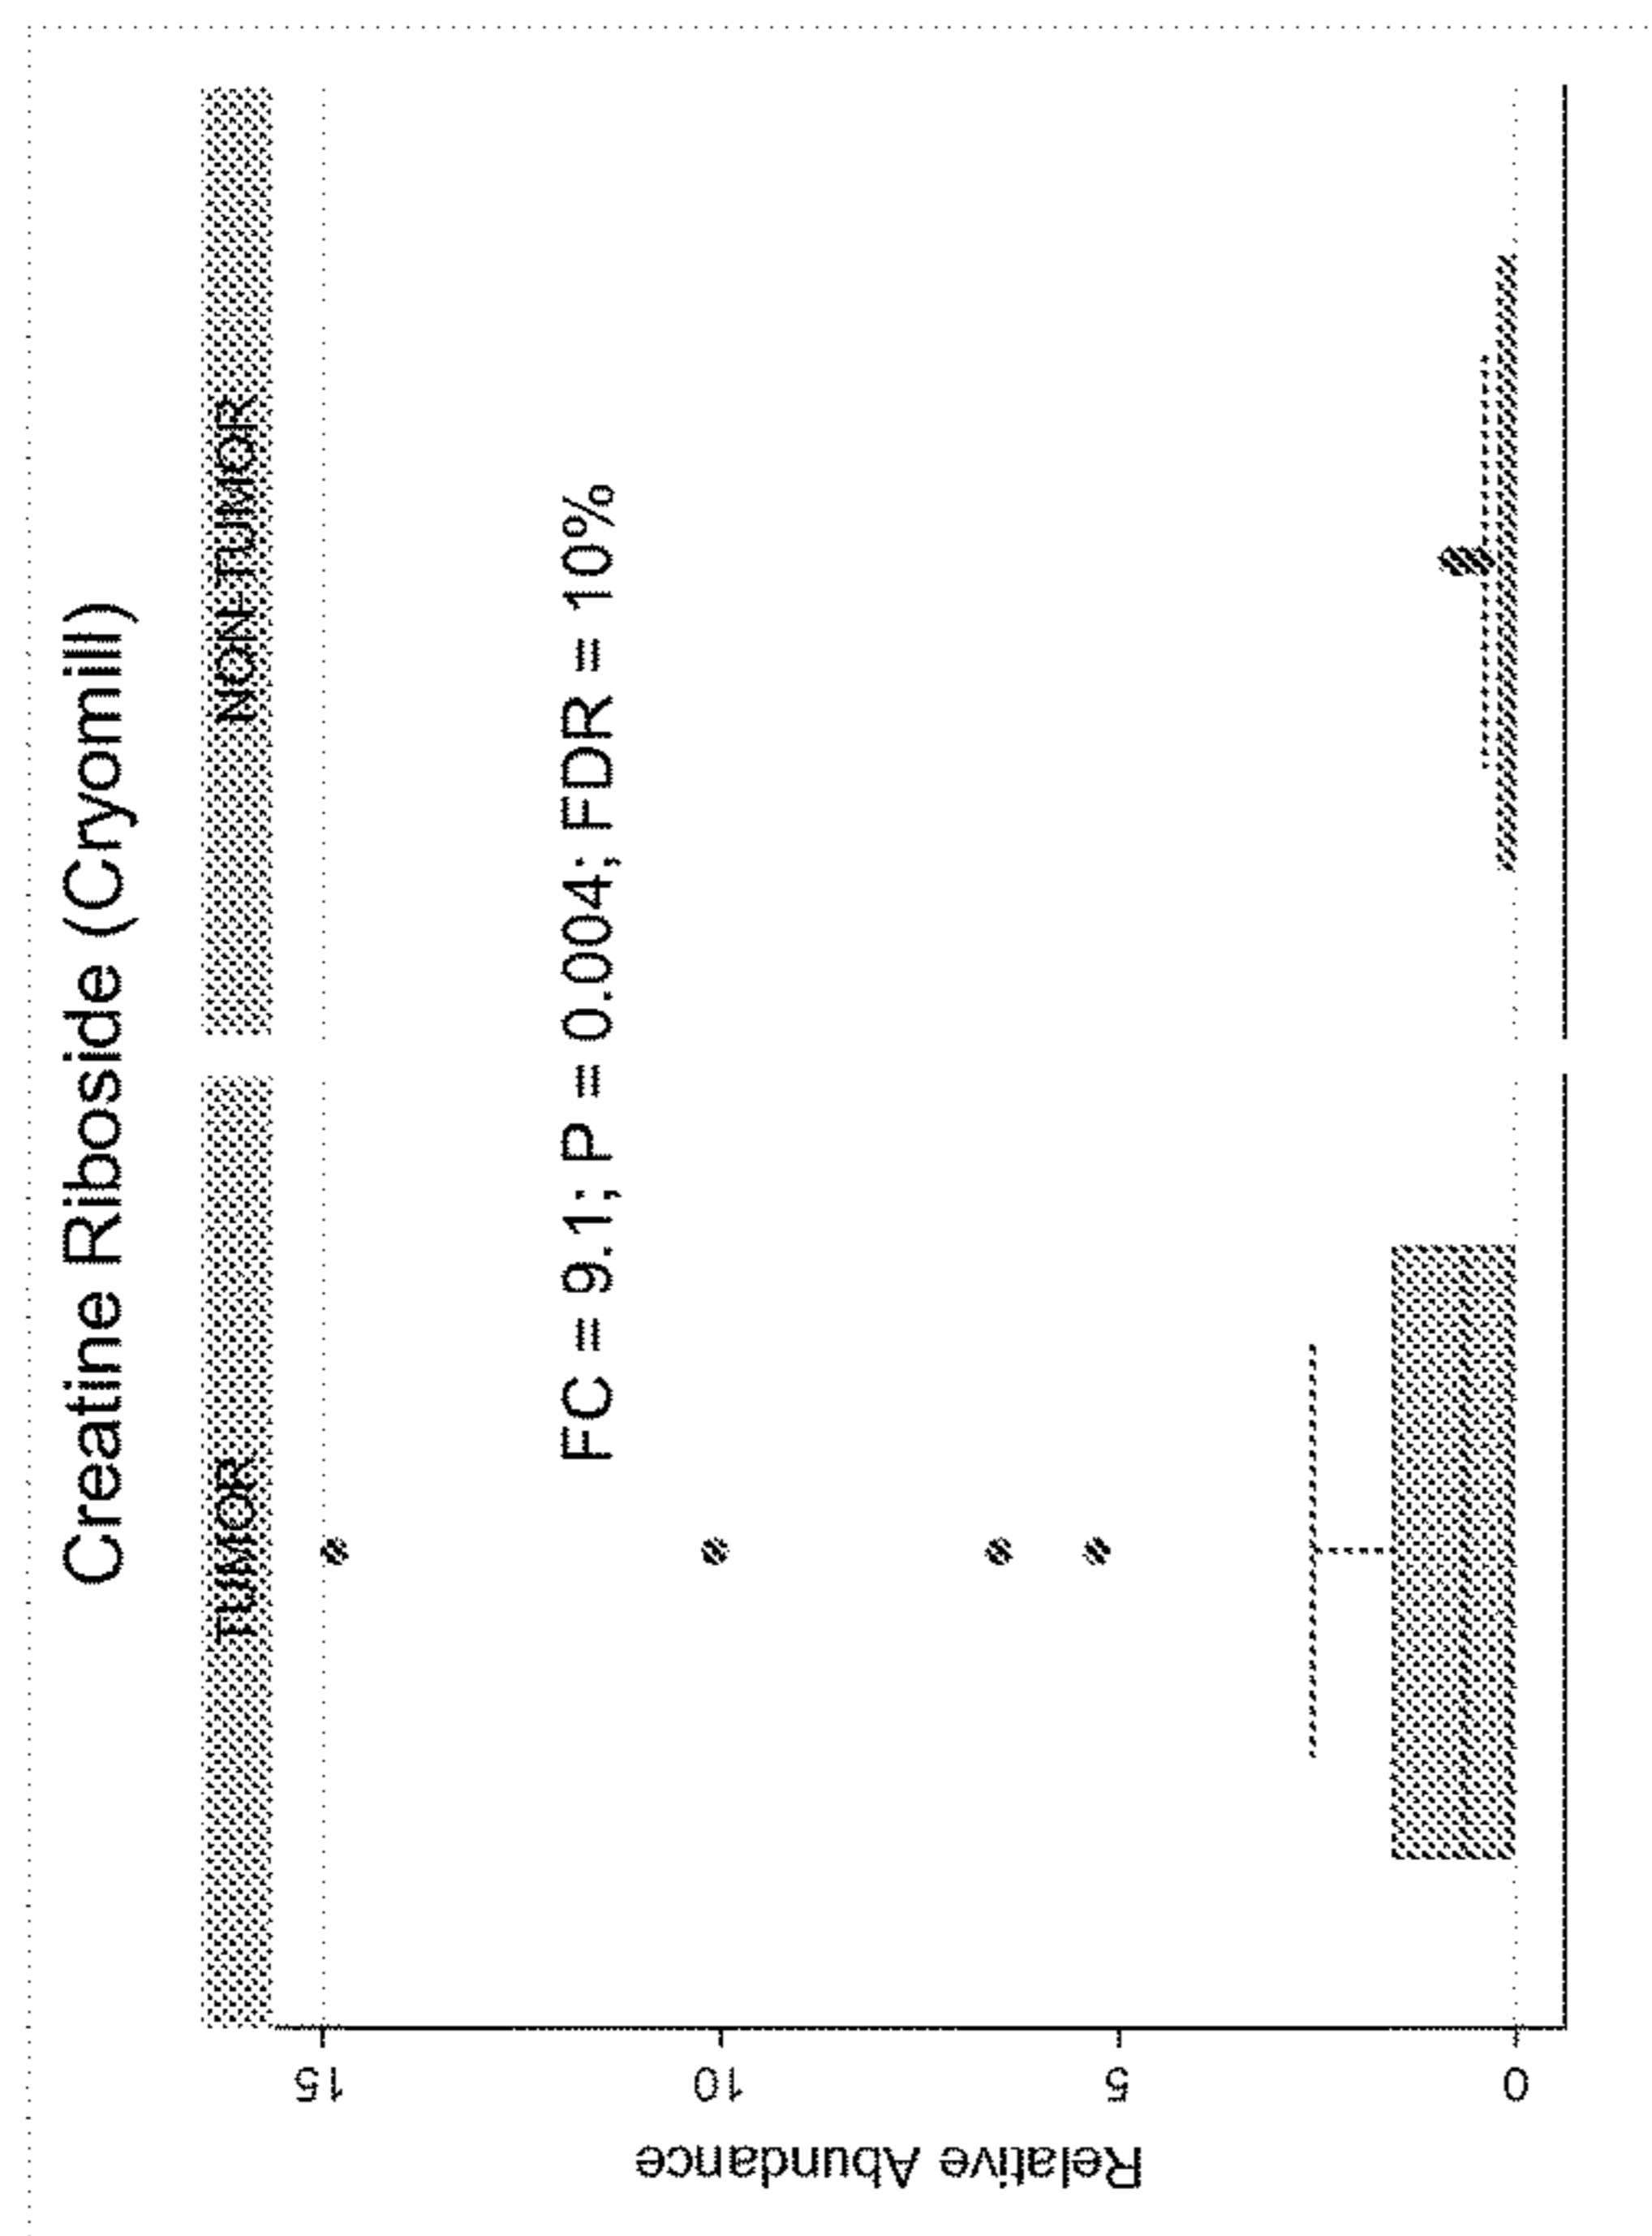 Creatine Riboside (Cryomill)
TUMOR
NON-TUMOR
FC = 9.1; P = 0.004; FDR = 10%
Relative Abundance
15
10
5
0